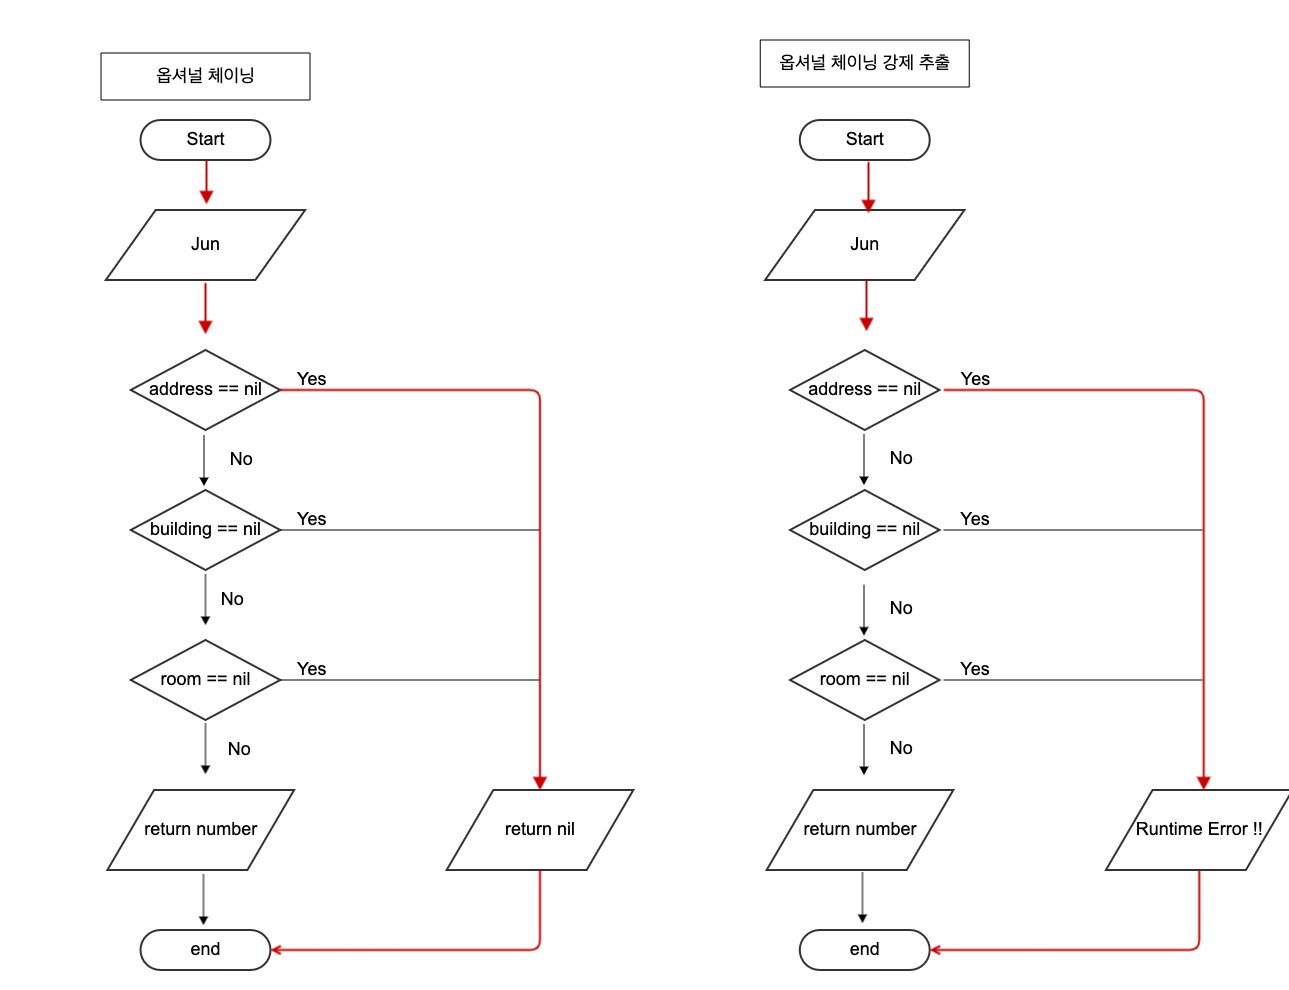 옵셔널 체이닝
Start
Jun
address == nil
Yes
No
building == nil
Yes
No
room == nil
Yes
No
return number
return nil
end
옵셔널 체이닝 강제 추출
Start
Jun
address == nil
Yes
No
building == nil
Yes
No
room == nil
Yes
No
return number
Runtime Error !!
end